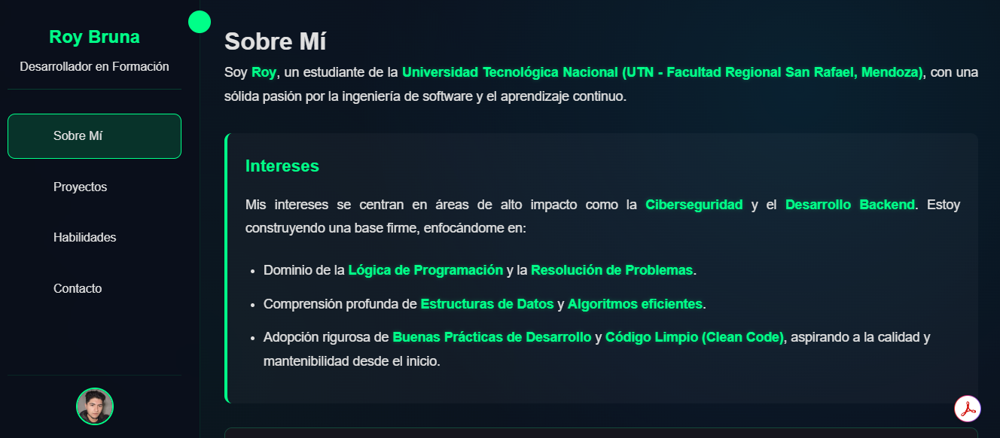 Roy Bruna
Desarrollador en Formación
Sobre Mí
Proyectos
Habilidades
Contacto
Sobre Mí
Soy Roy, un estudiante de la Universidad Tecnológica Nacional (UTN - Facultad Regional San Rafael, Mendoza), con una
sólida pasión por la ingeniería de software y el aprendizaje continuo.
Intereses
Mis intereses se centran en áreas de alto impacto como la Ciberseguridad y el Desarrollo Backend. Estoy
construyendo una base firme, enfocándome en:
• Dominio de la Lógica de Programación y la Resolución de Problemas.
• Comprensión profunda de Estructuras de Datos y Algoritmos eficientes.
• Adopción rigurosa de Buenas Prácticas de Desarrollo y Código Limpio (Clean Code), aspirando a la calidad y
mantenibilidad desde el inicio.